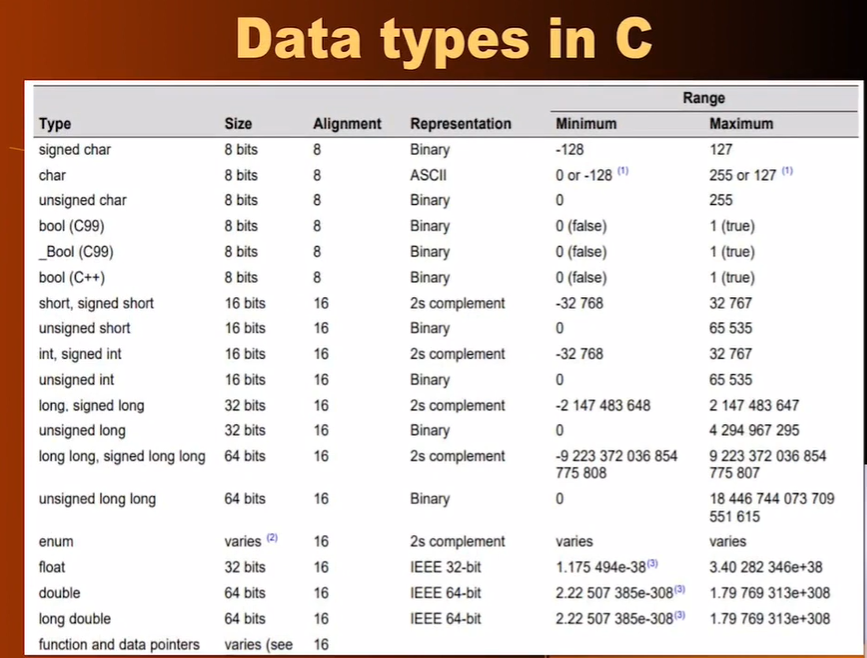 Data types in C
Range
Type Size Alignment Representation Minimum Maximum
signed char 8 bits 8 Binary -128 127
char 8 bits 8 ASCII 0 or -128 (1) 255 or 127 (1)
unsigned char 8 bits 8 Binary 0 255
bool (C99) 8 bits 8 Binary 0 (false) 1 (true)
_Bool (C99) 8 bits 8 Binary 0 (false) 1 (true)
bool (C++) 8 bits 8 Binary 0 (false) 1 (true)
short, signed short 16 bits 16 2s complement -32 768 32 767
unsigned short 16 bits 16 Binary 0 65 535
int, signed int 16 bits 16 2s complement -32 768 32 767
unsigned int 16 bits 16 Binary 0 65 535
long, signed long 32 bits 16 2s complement -2 147 483 648 2 147 483 647
unsigned long 32 bits 16 Binary 0 4 294 967 295
long long, signed long long 64 bits 16 2s complement -9 223 372 036 854 9 223 372 036 854
775 808 775 807
unsigned long long 64 bits 16 Binary 0 18 446 744 073 709
551 615
enum varies (2) 16 2s complement varies varies
float 32 bits 16 IEEE 32-bit 1.175 494e-38(3) 3.40 282 346e+38
double 64 bits 16 IEEE 64-bit 2.22 507 385e-308(3) 1.79 769 313e+308
long double 64 bits 16 IEEE 64-bit 2.22 507 385e-308(3) 1.79 769 313e+308
function and data pointers varies (see 16